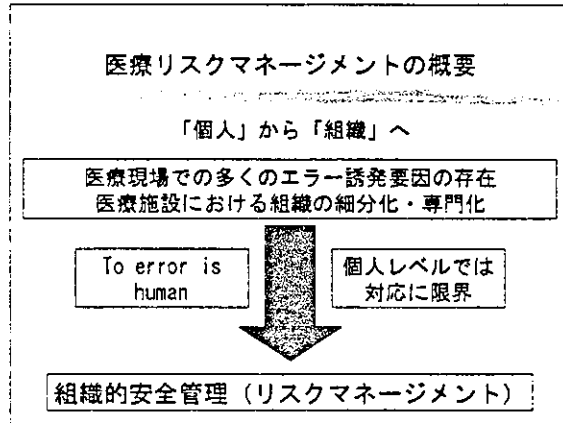 医療リスクマネージメントの概要
「個人」から「組織」へ
医療現場での多くのエラー誘発要因の存在
医療施設における組織の細分化・専門化
To error is
human
個人レベルでは
対応に限界
組織的安全管理（リスクマネージメント）